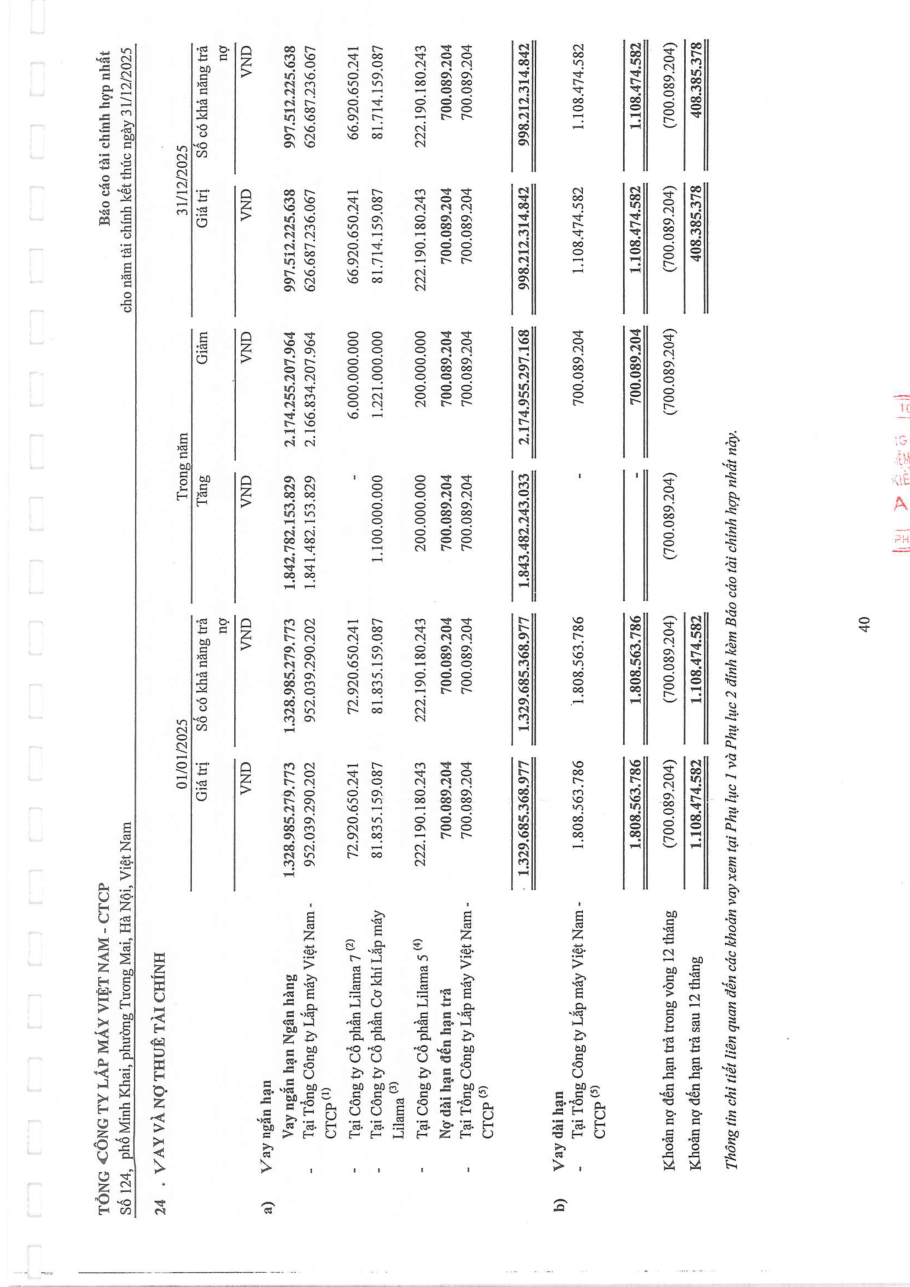 TỔNG CÔNG TY LẮP MÁY VIỆT NAM - CTCP Báo cáo tài chính hợp nhất
Số 124, phố Minh Khai, phường Tương Mai, Hà Nội, Việt Nam cho năm tài chính kết thúc ngày 31/12/2025
24 . VAY VÀ NỢ THUÊ TÀI CHÍNH
01/01/2025 Trong năm 31/12/2025
Giá trị Số có khả năng trả nợ Tăng Giảm Giá trị Số có khả năng trả nợ
VND VND VND VND VND VND
a) Vay ngắn hạn
Vay ngắn hạn Ngân hàng 1.328.985.279.773 1.328.985.279.773 1.842.782.153.829 2.174.255.207.964 997.512.225.638 997.512.225.638
- Tại Tổng Công ty Lắp máy Việt Nam - 952.039.290.202 952.039.290.202 1.841.482.153.829 2.166.834.207.964 626.687.236.067 626.687.236.067
CTCP (1)
- Tại Công ty Cổ phần Lilama 7 (2) 72.920.650.241 72.920.650.241 - 6.000.000.000 66.920.650.241 66.920.650.241
- Tại Công ty Cổ phần Cơ khí Lắp máy 81.835.159.087 81.835.159.087 1.100.000.000 1.221.000.000 81.714.159.087 81.714.159.087
Lilama (3)
- Tại Công ty Cổ phần Lilama 5 (4) 222.190.180.243 222.190.180.243 200.000.000 200.000.000 222.190.180.243 222.190.180.243
Nợ dài hạn đến hạn trả 700.089.204 700.089.204 700.089.204 700.089.204 700.089.204 700.089.204
- Tại Tổng Công ty Lắp máy Việt Nam - 700.089.204 700.089.204 700.089.204 700.089.204 700.089.204 700.089.204
CTCP (5)
1.329.685.368.977 1.329.685.368.977 1.843.482.243.033 2.174.955.297.168 998.212.314.842 998.212.314.842
b) Vay dài hạn
- Tại Tổng Công ty Lắp máy Việt Nam - 1.808.563.786 1.808.563.786 - 700.089.204 1.108.474.582 1.108.474.582
CTCP (5)
1.808.563.786 1.808.563.786 - 700.089.204 1.108.474.582 1.108.474.582
Khoản nợ đến hạn trả trong vòng 12 tháng (700.089.204) (700.089.204) (700.089.204) (700.089.204) (700.089.204) (700.089.204)
Khoản nợ đến hạn trả sau 12 tháng 1.108.474.582 1.108.474.582 408.385.378 408.385.378
Thông tin chi tiết liên quan đến các khoản vay xem tại Phụ lục 1 và Phụ lục 2 đính kèm Báo cáo tài chính hợp nhất này.
40